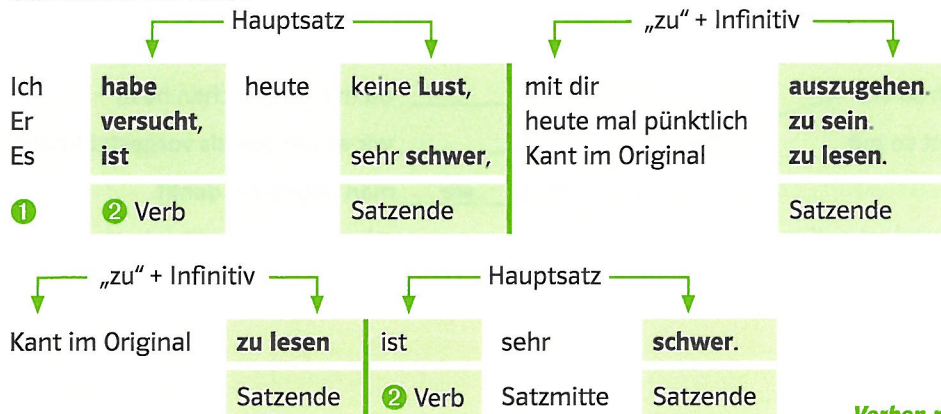 Hauptsatz „zu“ + Infinitiv
Ich habe heute keine Lust, mit dir auszugehen.
Er versucht, heute mal pünktlich zu sein.
Es ist sehr schwer, Kant im Original zu lesen.
1 2 Verb Satzende Satzende
„zu“ + Infinitiv Hauptsatz
Kant im Original zu lesen ist sehr schwer.
Satzende 2 Verb Satzmitte Satzende